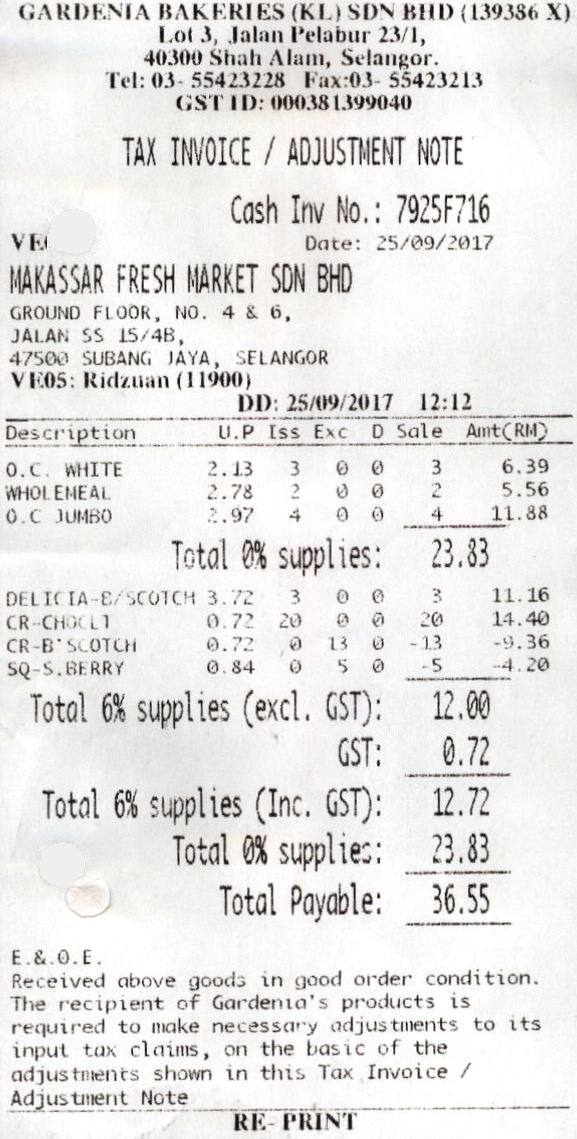 GARDENIA BAKERIES (KL) SDN BHD (139386 X)
Lot 3, Jalan Pelabur 23/1,
40300 Shah Alam, Selangor.
Tel: 03- 55423228 Fax:03- 55423213
GST ID: 000381399040
TAX INVOICE / ADJUSTMENT NOTE
Cash Inv No.: 7925F716
Date: 25/09/2017
MAKASSAR FRESH MARKET SDN BHD
GROUND FLOOR, NO. 4 & 6,
JALAN SS 15/4B,
47500 SUBANG JAYA, SELANGOR
VE05: Ridzuan (11900)
DD: 25/09/2017 12:12
Description U.P Iss Exc D Sale Amt(RM)
O.C. WHITE 2.13 3 0 0 3 6.39
WHOLEMEAL 2.78 2 0 0 2 5.56
O.C JUMBO 2.97 4 0 0 4 11.88
Total 0% supplies: 23.83
DELICIA-B/SCOTCH 3.72 3 0 0 3 11.16
CR-CHOCLT 0.72 20 0 0 20 14.40
CR-B'SCOTCH 0.72 0 13 0 -13 -9.36
SQ-S.BERRY 0.84 0 5 0 -5 -4.20
Total 6% supplies (excl. GST): 12.00
GST: 0.72
Total 6% supplies (Inc. GST): 12.72
Total 0% supplies: 23.83
Total Payable: 36.55
E.&.O.E.
Received above goods in good order condition.
The recipient of Gardenia's products is
required to make necessary adjustments to its
input tax claims, on the basic of the
adjustments shown in this Tax Invoice /
Adjustment Note
RE- PRINT